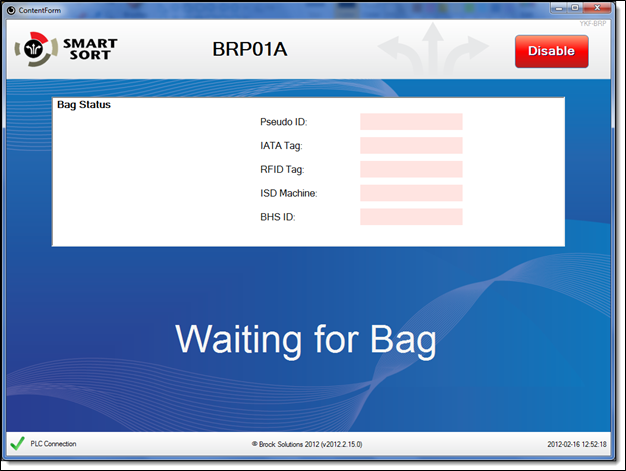 ContentForm
YKF-BRP
SMART
SORT
BRP01A
Disable
Bag Status
Pseudo ID:
IATA Tag:
RFID Tag:
ISD Machine:
BHS ID:
Waiting for Bag
PLC Connection
® Brock Solutions 2012 (v2012.2.15.0)
2012-02-16 12:52:18